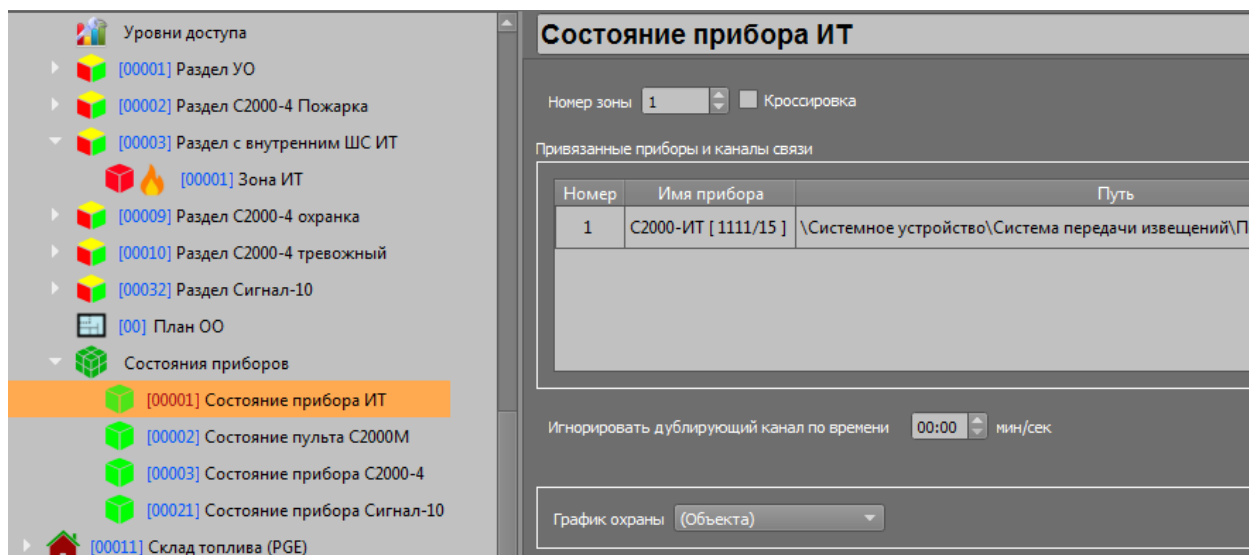 Уровни доступа
[00001] Раздел УО
[00002] Раздел С2000-4 Пожарка
[00003] Раздел с внутренним ШС ИТ
[00001] Зона ИТ
[00009] Раздел С2000-4 охранка
[00010] Раздел С2000-4 тревожный
[00032] Раздел Сигнал-10
[00] План ОО
Состояния приборов
[00001] Состояние прибора ИТ
[00002] Состояние пульта С2000М
[00003] Состояние прибора С2000-4
[00021] Состояние прибора Сигнал-10
[00011] Склад топлива (PGE)
Состояние прибора ИТ
Номер зоны 1 Кроссировка
Привязанные приборы и каналы связи
Номер Имя прибора Путь
1 С2000-ИТ [ 1111/15 ] \Системное устройство\Система передачи извещений\П
Игнорировать дублирующий канал по времени 00:00 мин/сек
График охраны (Объекта)